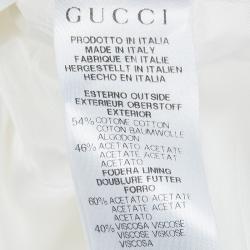 GUCCI
PRODOTTO IN ITALIA
MADE IN ITALY
FABRIQUE EN ITALIE
HERGESTELLT IN ITALIEN
HECHO EN ITALIA
ESTERNO OUTSIDE
EXTERIEUR OBERSTOFF
EXTERIOR
54% COTONE COTTON
COTON BAUMWOLLE
ALGODON
46% ACETATO ACETATE
ACETATE ACETAT
ACETATO
FODERA LINING
DOUBLURE FUTTER
FORRO
60% ACETATO ACETATE
ACETATE ACETAT
ACETATO
40% VISCOSA VISCOSE
VISCOSE VISKOSE
VISCOSA